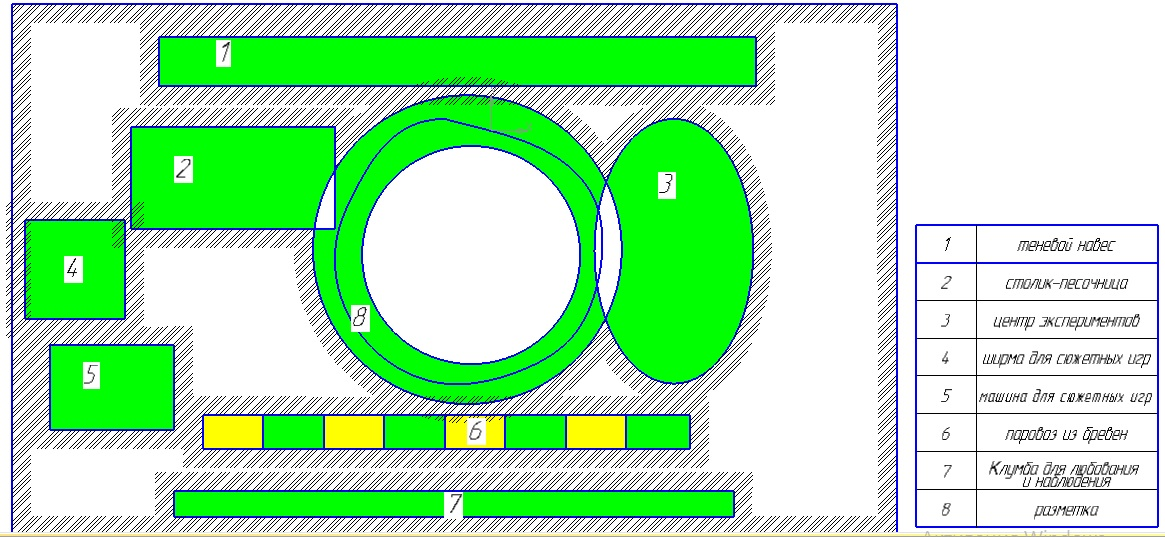 1
2
3
4
5
8
6
7
1 теневой навес
2 столик-песочница
3 центр экспериментов
4 ширма для сюжетных игр
5 машина для сюжетных игр
6 паровоз из бревен
7 Клумба для любования
и наблюдения
8 разметка